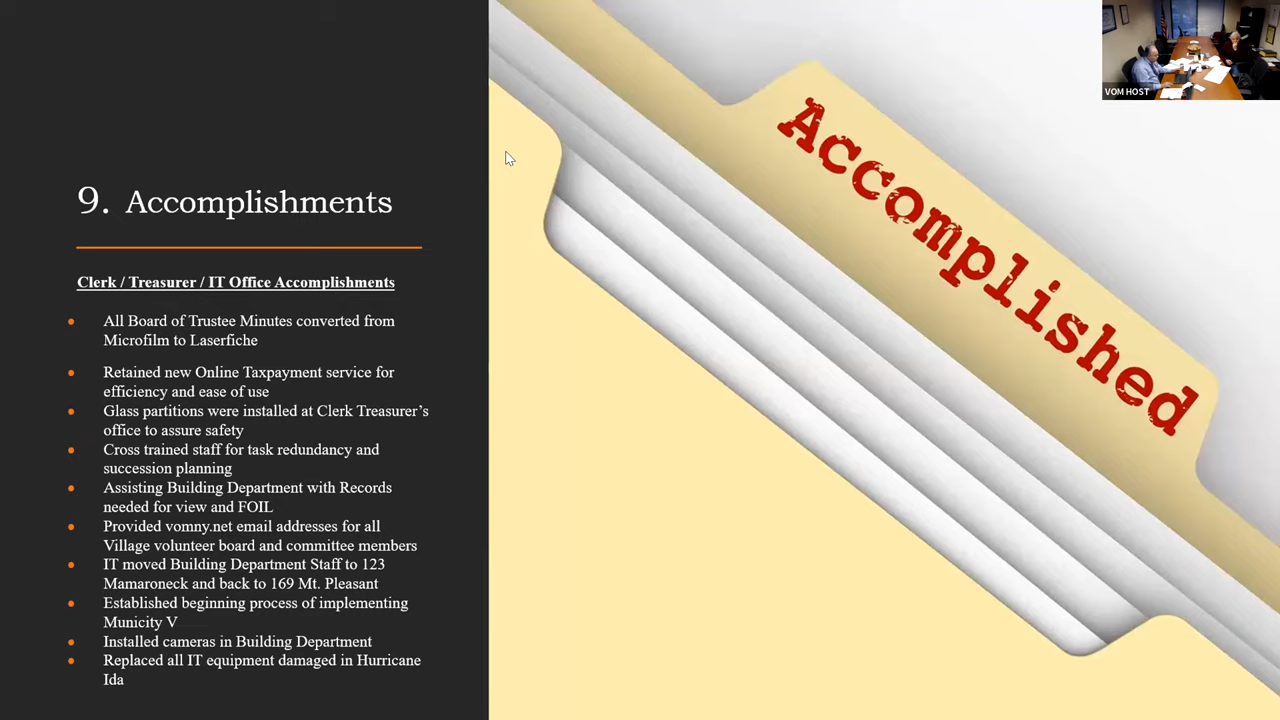 9. Accomplishments
Clerk / Treasurer / IT Office Accomplishments
All Board of Trustee Minutes converted from
Microfilm to Laserfiche
Retained new Online Taxpayment service for
efficiency and ease of use
Glass partitions were installed at Clerk Treasurer’s
office to assure safety
Cross trained staff for task redundancy and
succession planning
Assisting Building Department with Records
needed for view and FOIL
Provided vomny.net email addresses for all
Village volunteer board and committee members
IT moved Building Department Staff to 123
Mamaroneck and back to 169 Mt. Pleasant
Established beginning process of implementing
Municity V
Installed cameras in Building Department
Replaced all IT equipment damaged in Hurricane
Ida
Accomplished
VOM HOST